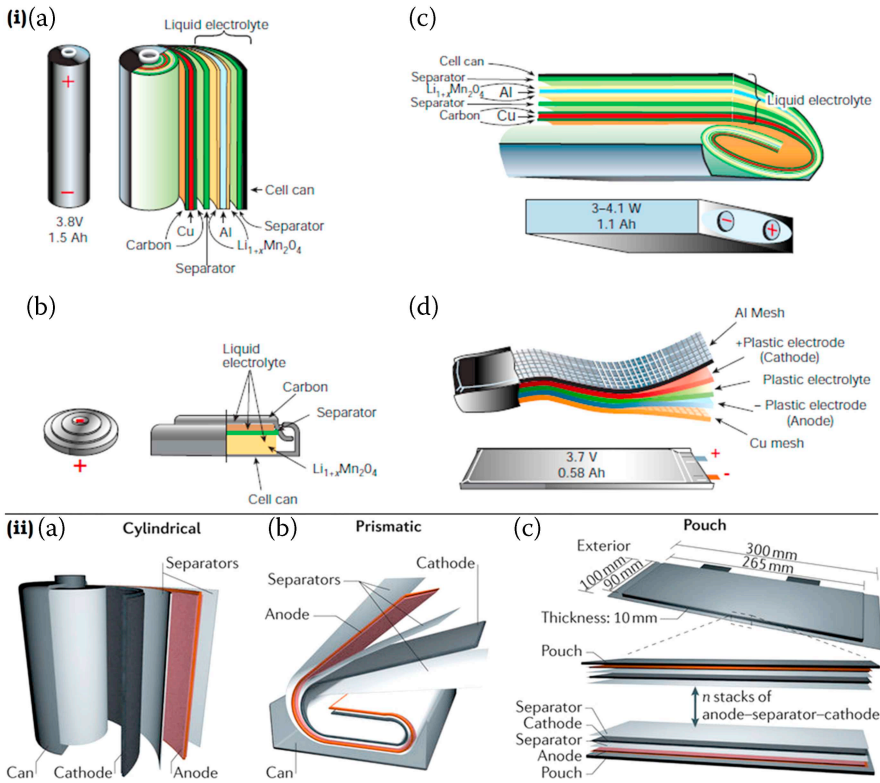 (i) (a)
Liquid electrolyte
+
−
3.8V
1.5 Ah
Cell can
Separator
Carbon
Cu
Al
Li1+xMn2O4
Separator
(c)
Cell can
Separator
Li1+xMn2O4
Al
Separator
Carbon
Cu
Liquid electrolyte
3–4.1 W
1.1 Ah
−
+
(b)
Liquid
electrolyte
Carbon
Separator
Li1+xMn2O4
Cell can
-
+
(d)
Al Mesh
+Plastic electrode
(Cathode)
Plastic electrolyte
− Plastic electrode
(Anode)
Cu mesh
3.7 V
0.58 Ah
+
-
(ii) (a)
Cylindrical
Separators
Can
Cathode
Anode
(b)
Prismatic
Cathode
Separators
Anode
Can
(c)
Pouch
Exterior
300 mm
265 mm
100 mm
90 mm
Thickness: 10 mm
Pouch
n stacks of
anode–separator–cathode
Separator
Cathode
Separator
Anode
Pouch